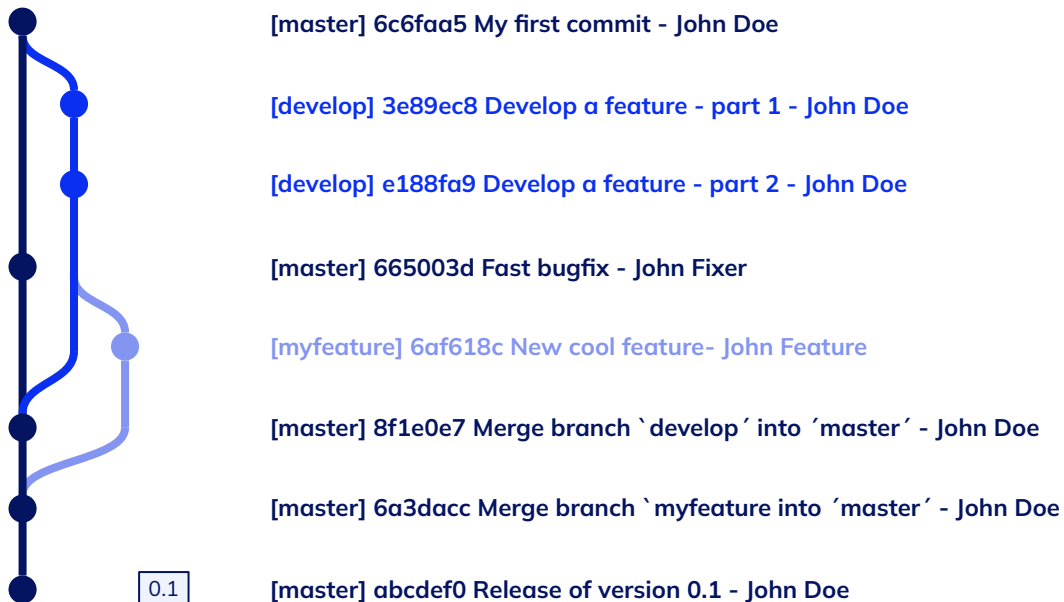 [master] 6c6faa5 My first commit - John Doe
[develop] 3e89ec8 Develop a feature - part 1 - John Doe
[develop] e188fa9 Develop a feature - part 2 - John Doe
[master] 665003d Fast bugfix - John Fixer
[myfeature] 6af618c New cool feature- John Feature
[master] 8f1e0e7 Merge branch `develop´ into ´master´ - John Doe
[master] 6a3dacc Merge branch `myfeature into ´master´ - John Doe
0.1 [master] abcdef0 Release of version 0.1 - John Doe